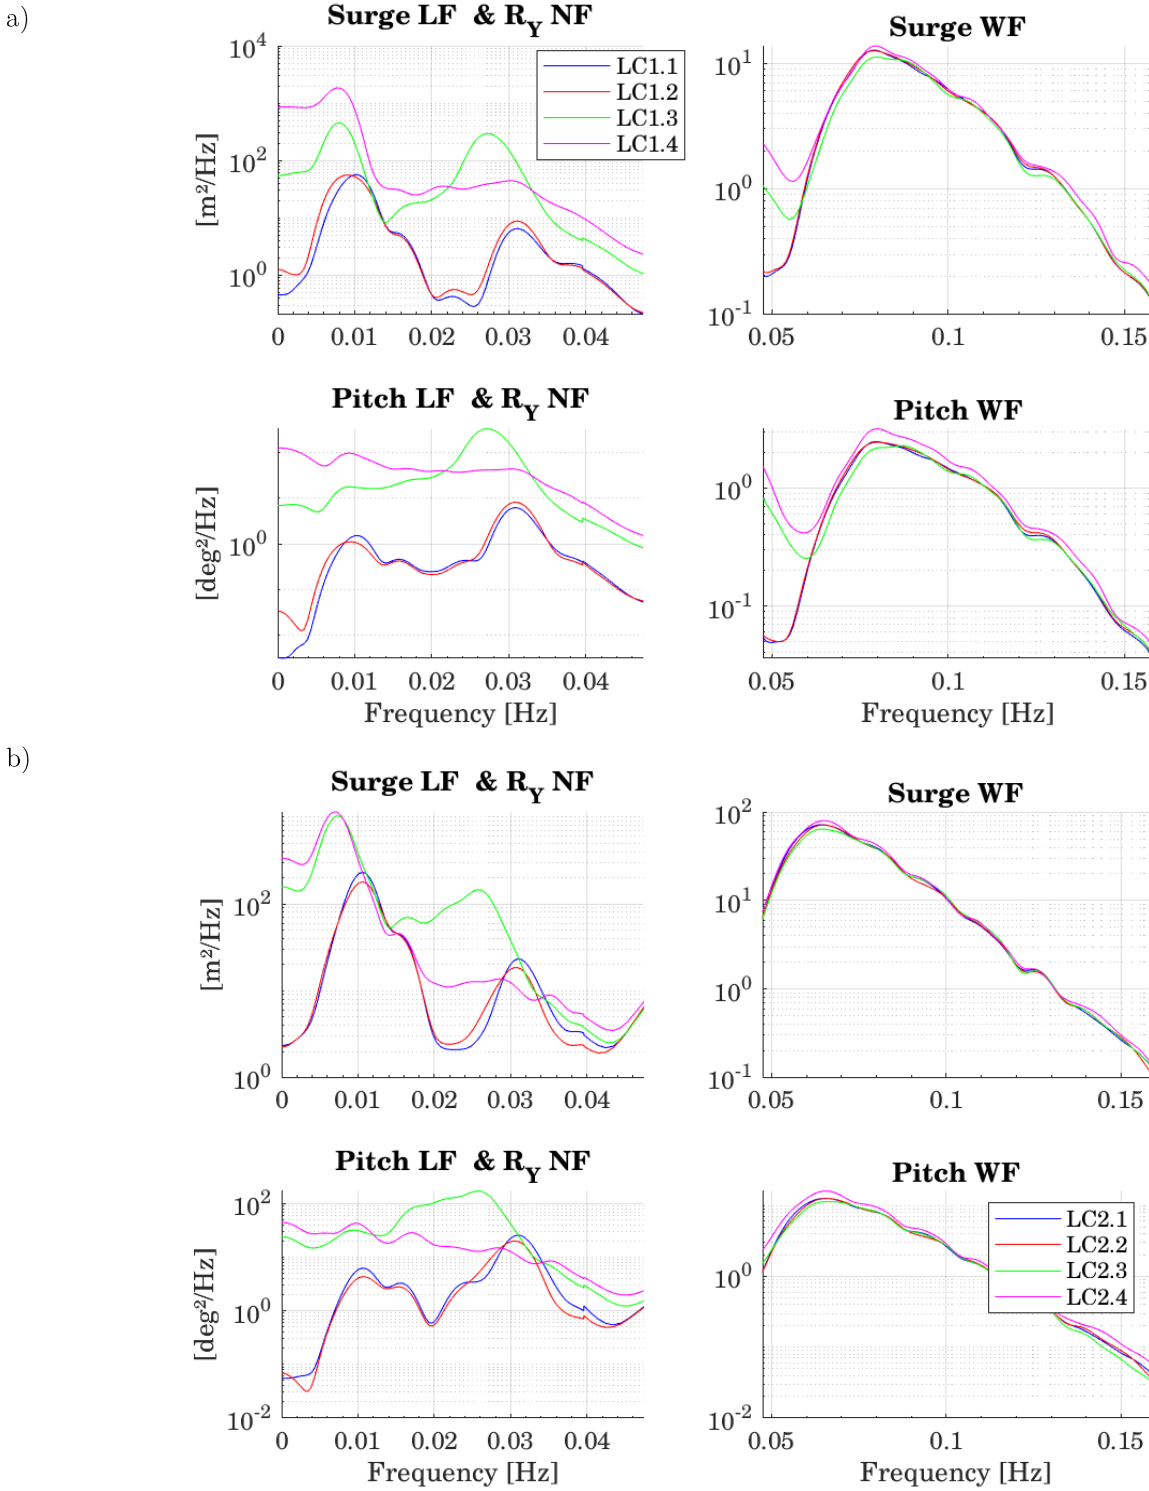 a)
Surge LF & R_Y NF
10^4
10^2
10^0
[m²/Hz]
0 0.01 0.02 0.03 0.04
LC1.1
LC1.2
LC1.3
LC1.4
Surge WF
10^1
10^0
10^-1
0.05 0.1 0.15
Pitch LF & R_Y NF
10^0
[deg²/Hz]
0 0.01 0.02 0.03 0.04
Frequency [Hz]
Pitch WF
10^0
10^-1
0.05 0.1 0.15
Frequency [Hz]
b)
Surge LF & R_Y NF
10^2
10^0
[m²/Hz]
0 0.01 0.02 0.03 0.04
Surge WF
10^2
10^1
10^0
10^-1
0.05 0.1 0.15
Pitch LF & R_Y NF
10^2
10^0
10^-2
[deg²/Hz]
0 0.01 0.02 0.03 0.04
Frequency [Hz]
Pitch WF
10^0
10^-2
0.05 0.1 0.15
Frequency [Hz]
LC2.1
LC2.2
LC2.3
LC2.4